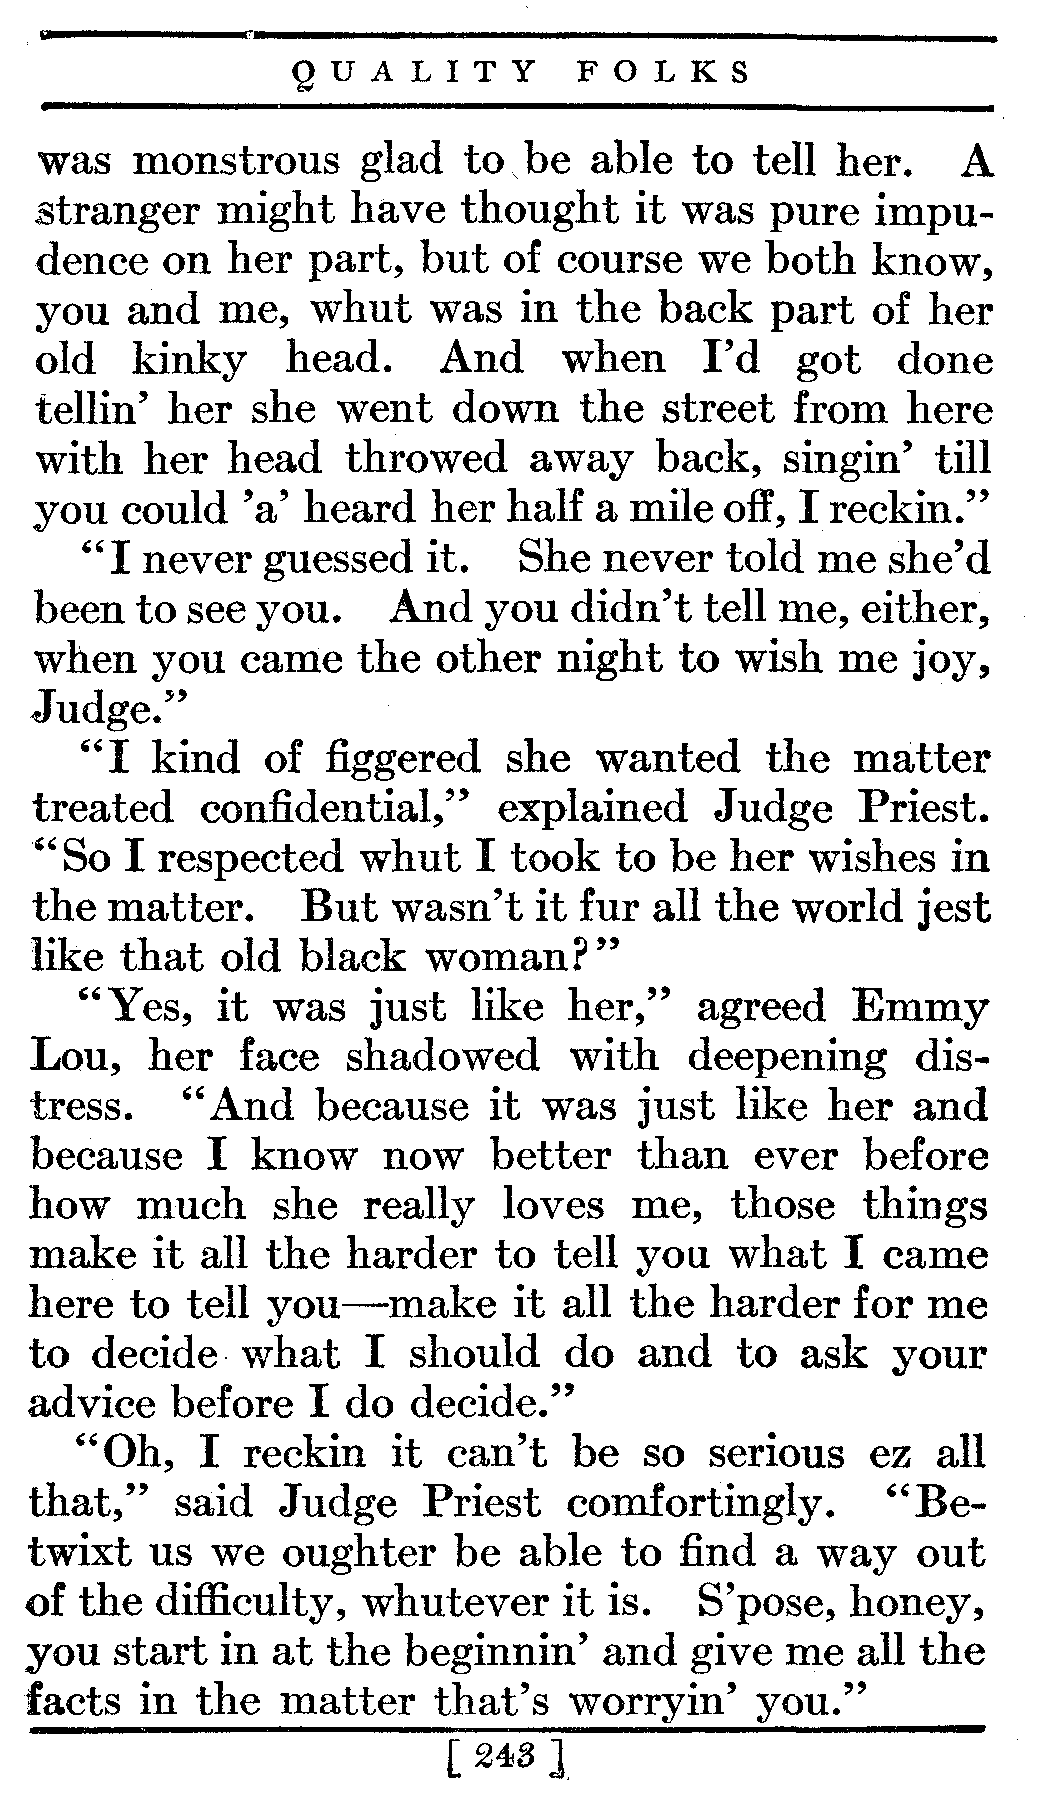 QUALITY FOLKS
was monstrous glad to be able to tell her. A
stranger might have thought it was pure impu-
dence on her part, but of course we both know,
you and me, whut was in the back part of her
old kinky head. And when I'd got done
tellin' her she went down the street from here
with her head throwed away back, singin' till
you could 'a' heard her half a mile off, I reckin."
"I never guessed it. She never told me she'd
been to see you. And you didn't tell me, either,
when you came the other night to wish me joy,
Judge."
"I kind of figgered she wanted the matter
treated confidential," explained Judge Priest.
"So I respected whut I took to be her wishes in
the matter. But wasn't it fur all the world jest
like that old black woman?"
"Yes, it was just like her," agreed Emmy
Lou, her face shadowed with deepening dis-
tress. "And because it was just like her and
because I know now better than ever before
how much she really loves me, those things
make it all the harder to tell you what I came
here to tell you—make it all the harder for me
to decide what I should do and to ask your
advice before I do decide."
"Oh, I reckin it can't be so serious ez all
that," said Judge Priest comfortingly. "Be-
twixt us we oughter be able to find a way out
of the difficulty, whutever it is. S'pose, honey,
you start in at the beginnin' and give me all the
facts in the matter that's worryin' you."
[ 243 ]